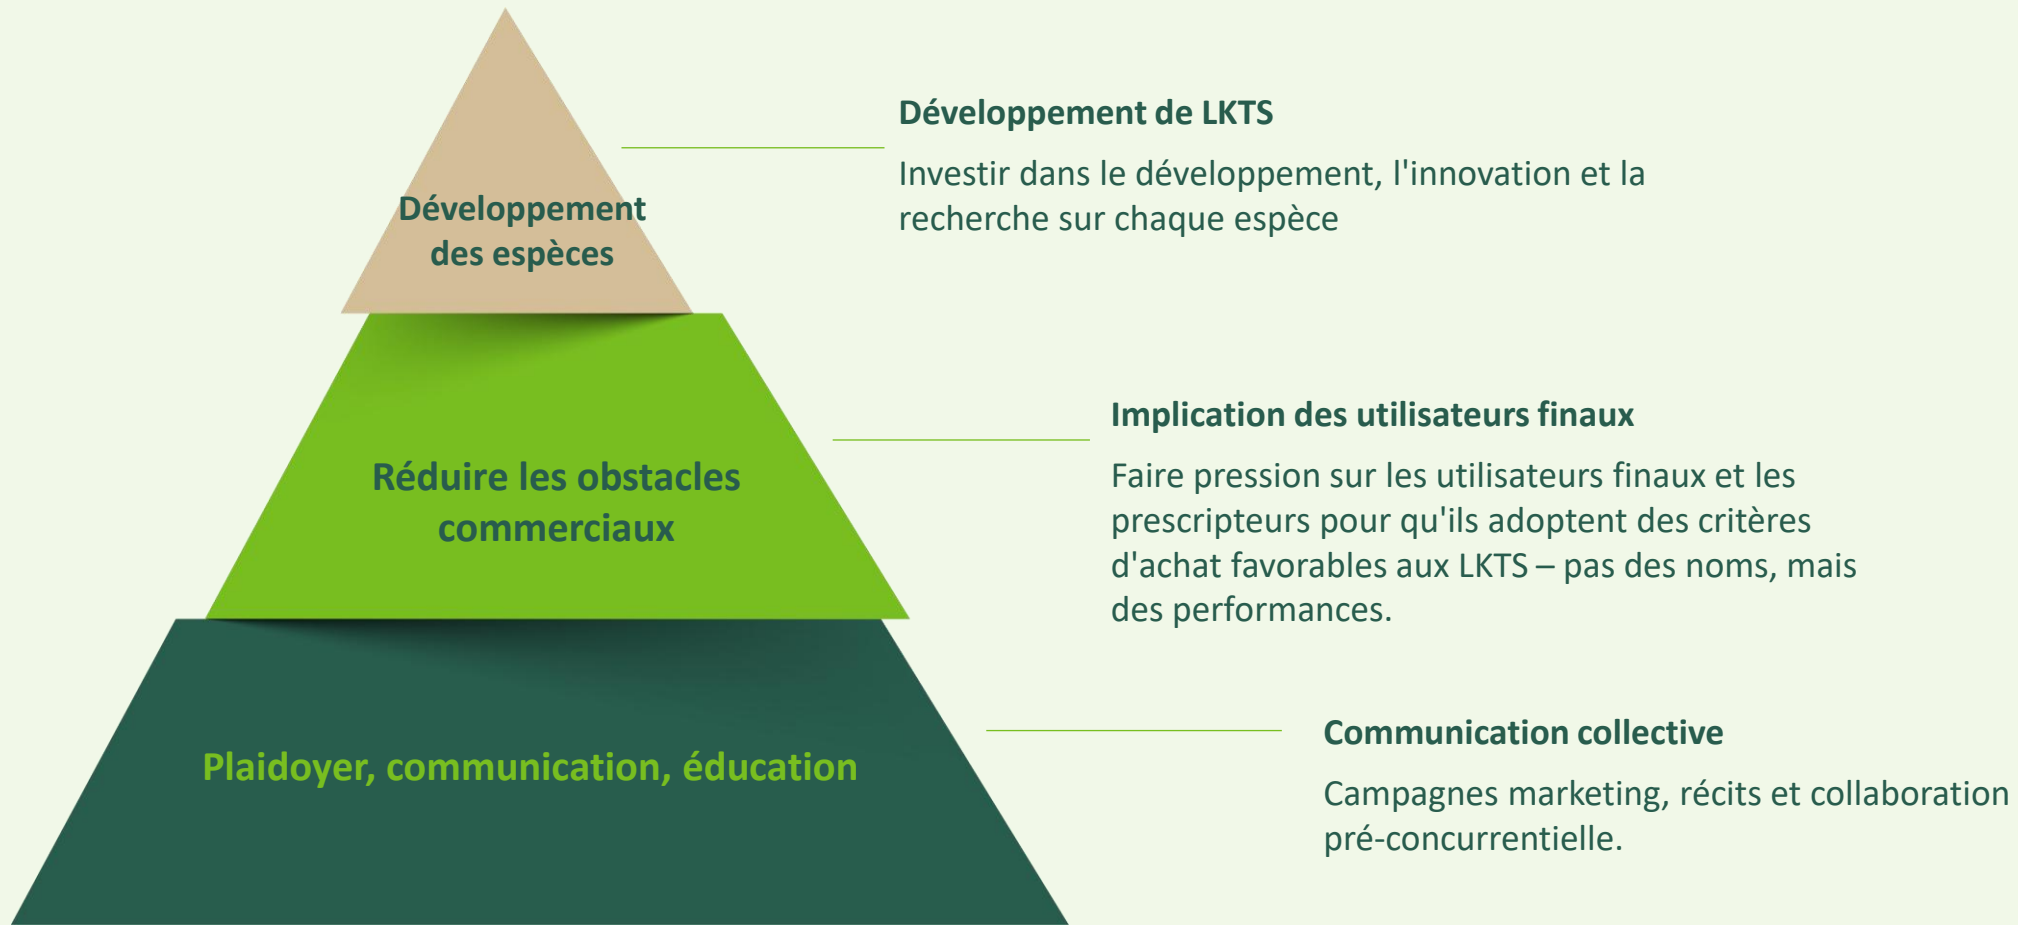 Développement
des espèces
Développement de LKTS
Investir dans le développement, l'innovation et la
recherche sur chaque espèce
Réduire les obstacles
commerciaux
Implication des utilisateurs finaux
Faire pression sur les utilisateurs finaux et les
prescripteurs pour qu'ils adoptent des critères
d'achat favorables aux LKTS – pas des noms, mais
des performances.
Plaidoyer, communication, éducation
Communication collective
Campagnes marketing, récits et collaboration
pré-concurrentielle.